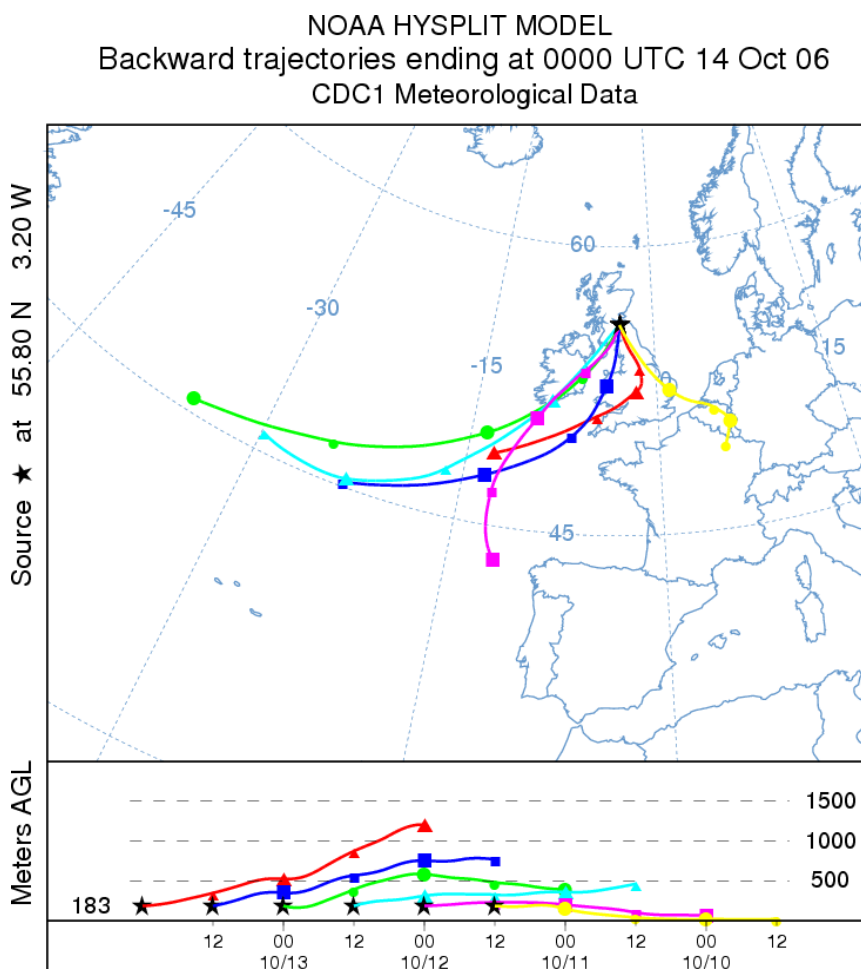 NOAA HYSPLIT MODEL
Backward trajectories ending at 0000 UTC 14 Oct 06
CDC1 Meteorological Data
Source ★ at 55.80 N 3.20 W
-45
60
-30
-15
15
0
45
Meters AGL
1500
1000
500
183
12 00 12 00 12 00 12 00 12
10/13 10/12 10/11 10/10